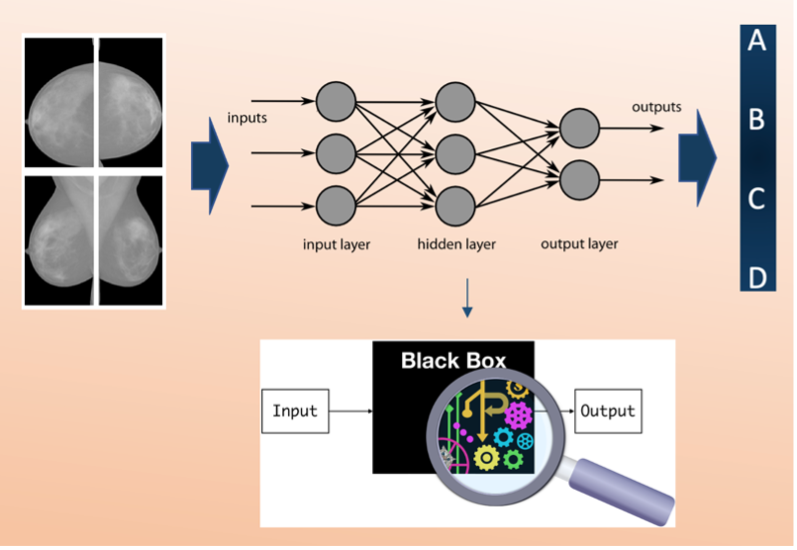 inputs
outputs
input layer
hidden layer
output layer
A
B
C
D
Black Box
Input
Output